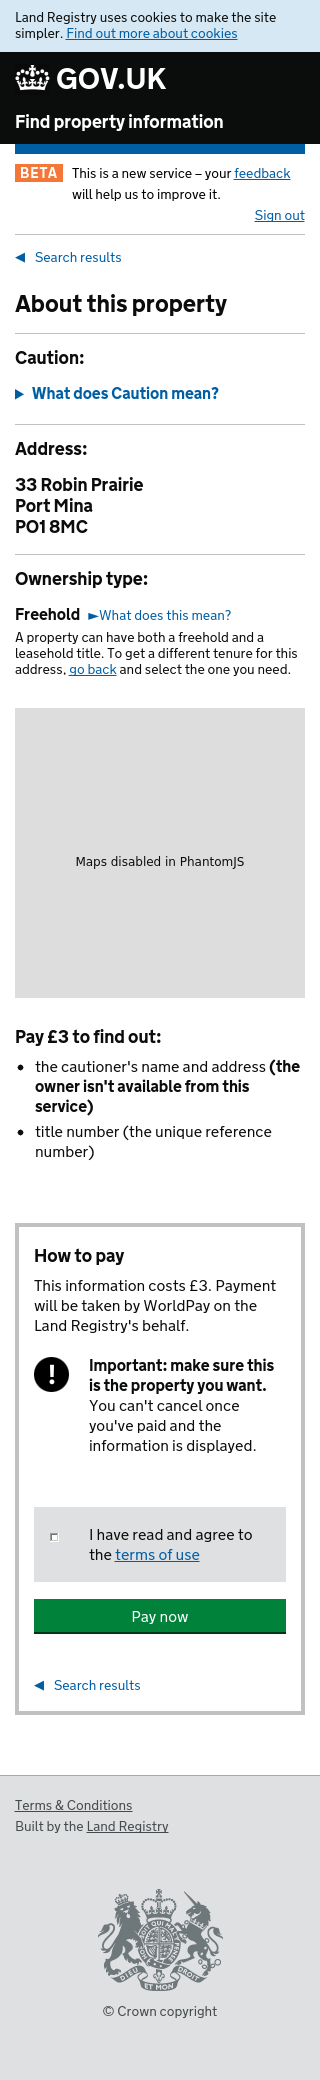 Land Registry uses cookies to make the site
simpler. Find out more about cookies
GOV.UK
Find property information
BETA This is a new service – your feedback
will help us to improve it.
Sign out
◀ Search results
About this property
Caution:
▶ What does Caution mean?
Address:
33 Robin Prairie
Port Mina
PO1 8MC
Ownership type:
Freehold ►What does this mean?
A property can have both a freehold and a
leasehold title. To get a different tenure for this
address, go back and select the one you need.
Maps disabled in PhantomJS
Pay £3 to find out:
• the cautioner's name and address (the
owner isn't available from this
service)
• title number (the unique reference
number)
How to pay
This information costs £3. Payment
will be taken by WorldPay on the
Land Registry's behalf.
! Important: make sure this
is the property you want.
You can't cancel once
you've paid and the
information is displayed.
I have read and agree to
the terms of use
Pay now
◀ Search results
Terms & Conditions
Built by the Land Registry
DIEU ET MON DROIT
© Crown copyright